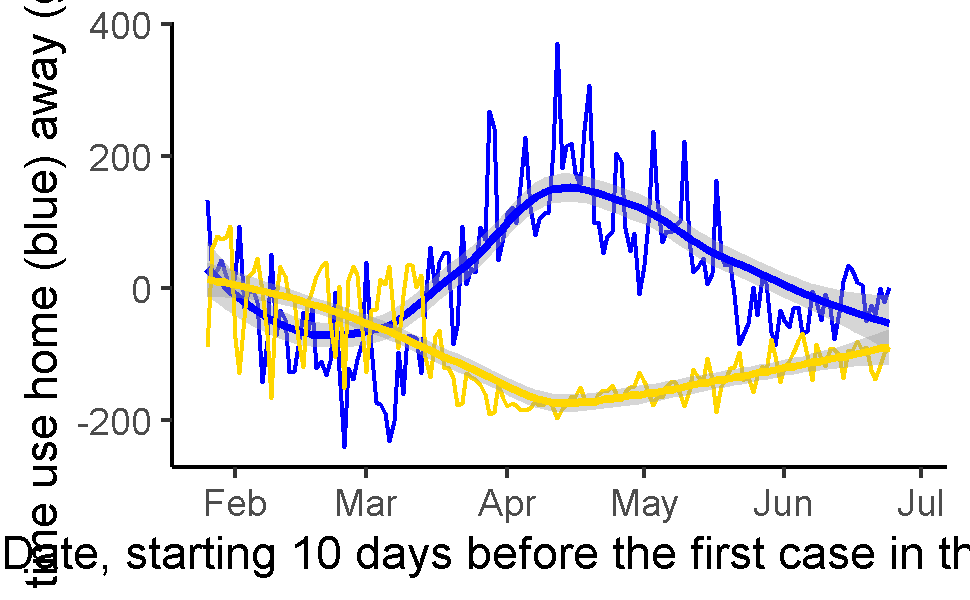 time use home (blue) away (
400
200
0
-200
Feb Mar Apr May Jun Jul
Date, starting 10 days before the first case in th